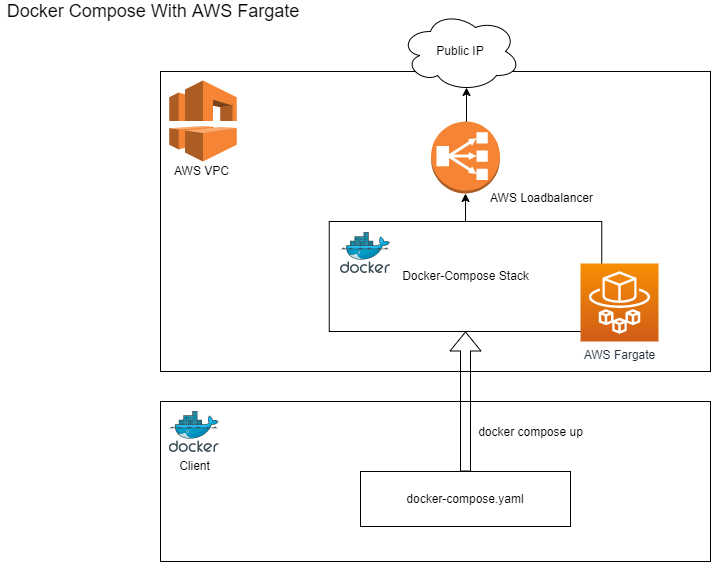 Docker Compose With AWS Fargate
Public IP
AWS VPC
AWS Loadbalancer
docker
Docker-Compose Stack
AWS Fargate
docker
Client
docker compose up
docker-compose.yaml